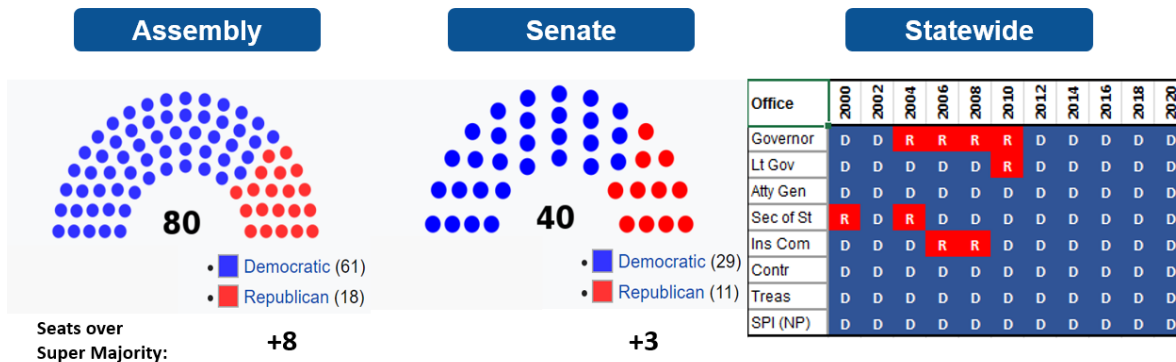 Assembly
Senate
Statewide
80
• Democratic (61)
• Republican (18)
40
• Democratic (29)
• Republican (11)
Office 2000 2002 2004 2006 2008 2010 2012 2014 2016 2018 2020
Governor D D R R R R D D D D D
Lt Gov D D D D D R D D D D D
Atty Gen D D D D D D D D D D D
Sec of St R D R D D D D D D D D
Ins Com D D D R R D D D D D D
Contr D D D D D D D D D D D
Treas D D D D D D D D D D D
SPI (NP) D D D D D D D D D D D
Seats over
Super Majority:
+8
+3